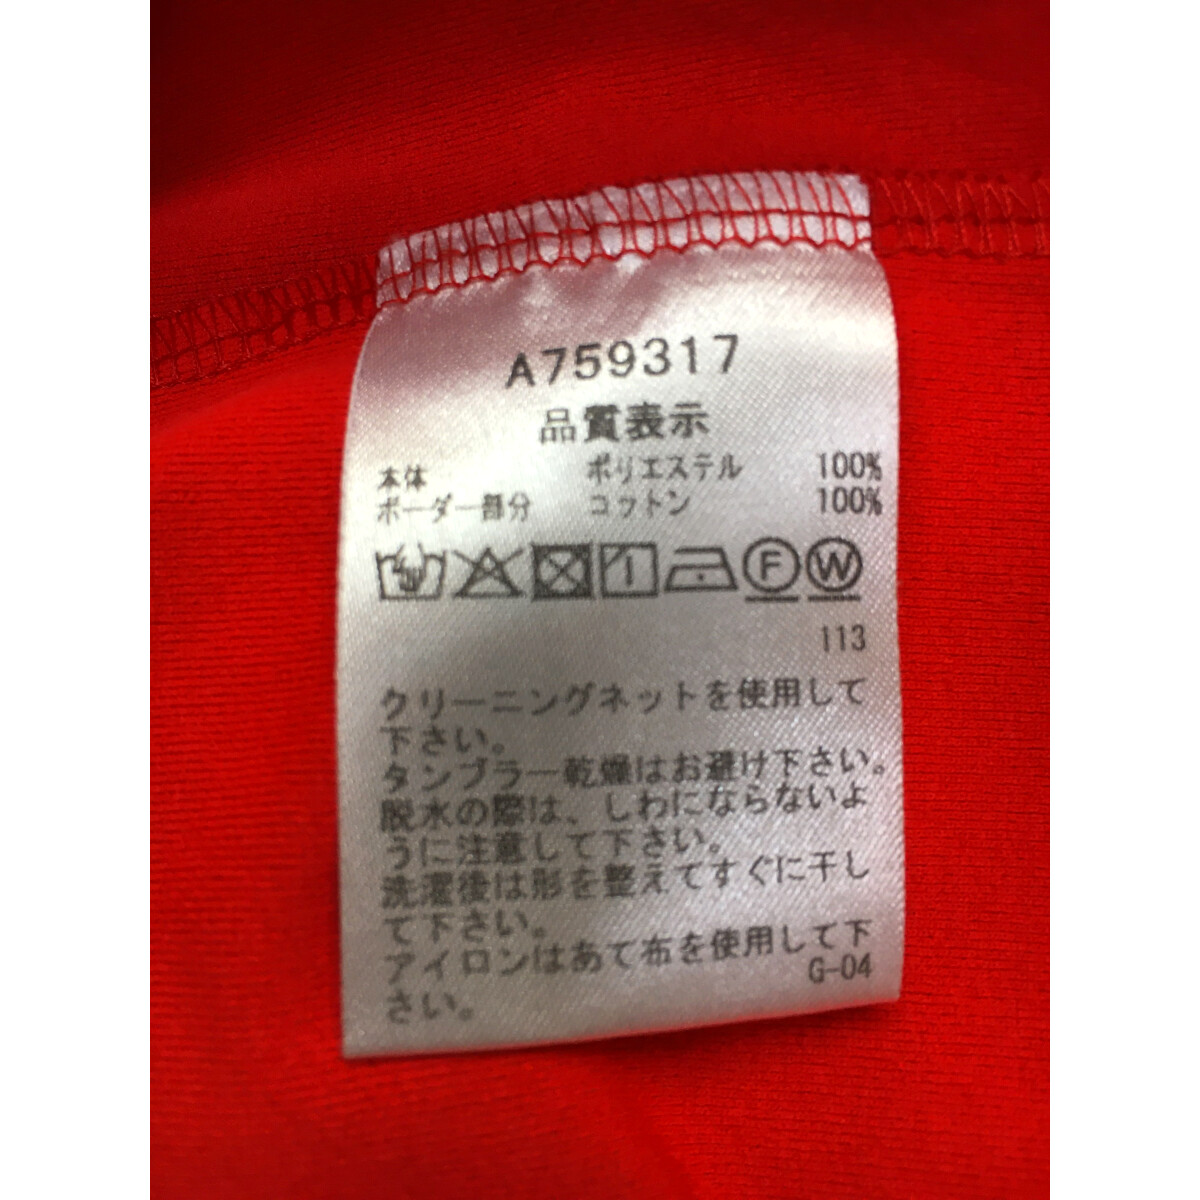 A759317
品質表示
本体 ポリエステル 100%
ボーダー部分 コットン 100%
F W
113
クリーニングネットを使用して
下さい。
タンブラー乾燥はお避け下さい。
脱水の際は、しわにならないよ
うに注意して下さい。
洗濯後は形を整えてすぐに干し
て下さい。
アイロンはあて布を使用して下
さい。
G-04